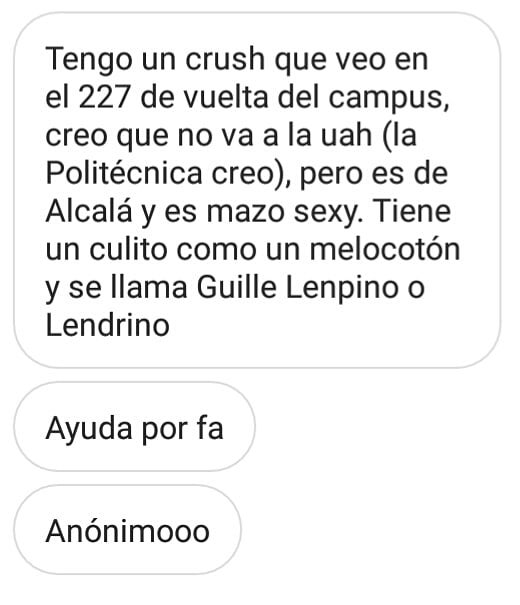 Tengo un crush que veo en
el 227 de vuelta del campus,
creo que no va a la uah (la
Politécnica creo), pero es de
Alcalá y es mazo sexy. Tiene
un culito como un melocotón
y se llama Guille Lenpino o
Lendrino
Ayuda por fa
Anónimooo